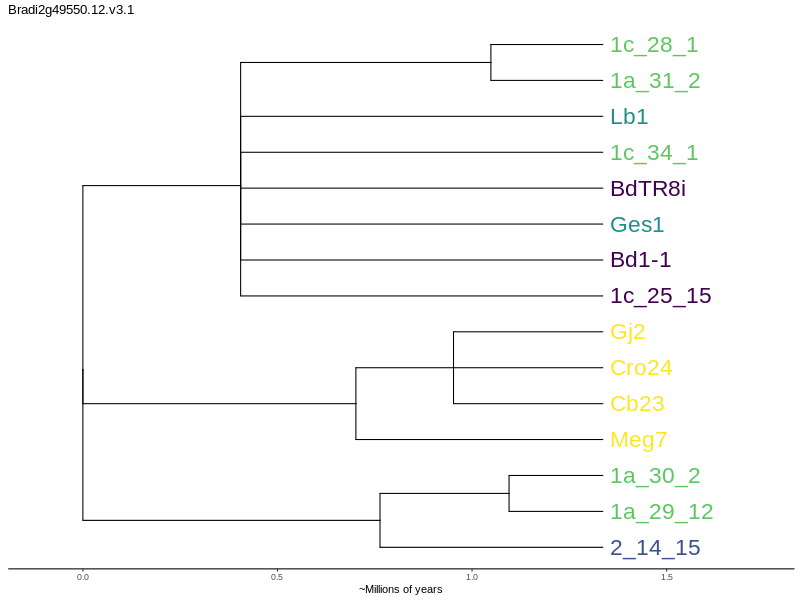 Bradi2g49550.12.v3.1
1c_28_1
1a_31_2
Lb1
1c_34_1
BdTR8i
Ges1
Bd1-1
1c_25_15
Gj2
Cro24
Cb23
Meg7
1a_30_2
1a_29_12
2_14_15
0.0 0.5 1.0 1.5
~Millions of years